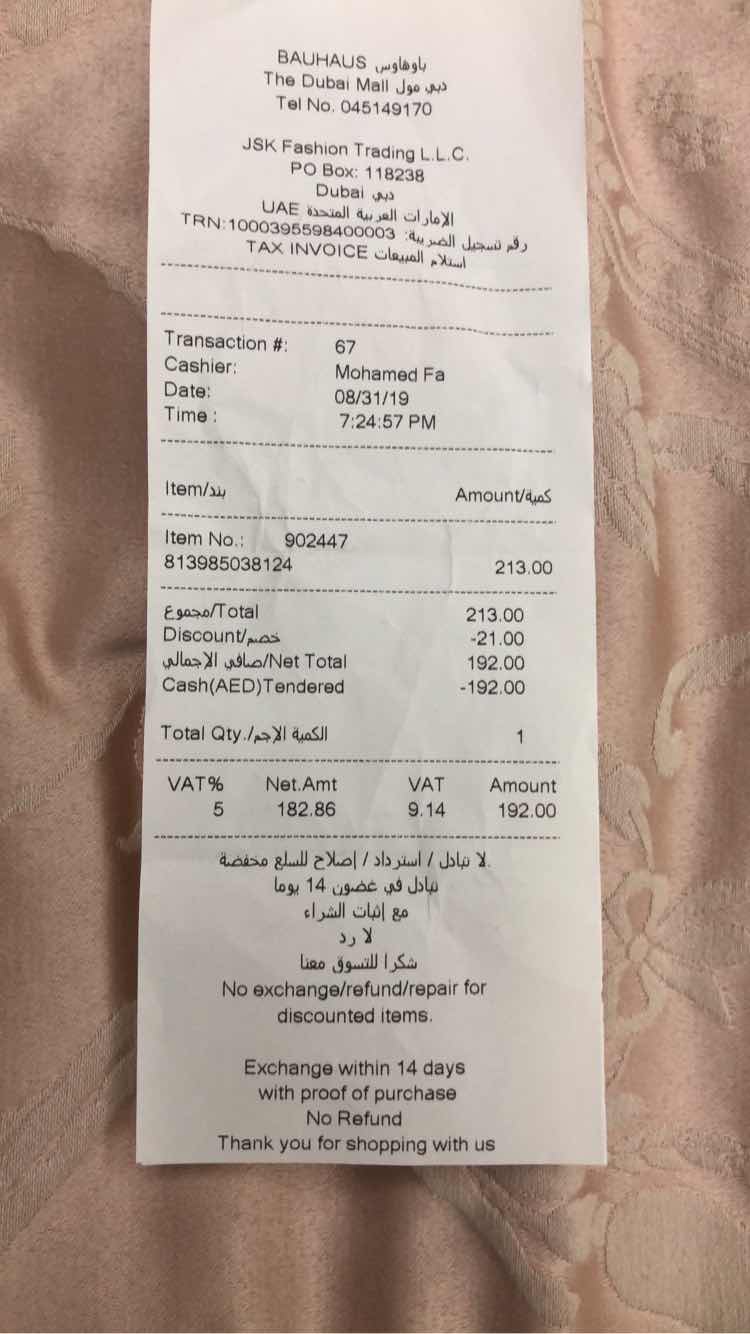 BAUHAUS باوهاوس
The Dubai Mall دبي مول
Tel No. 045149170
JSK Fashion Trading L.L.C.
PO Box: 118238
Dubai دبي
UAE الامارات العربية المتحدة
TRN:1000395598400003 رقم تسجيل الضريبة:
TAX INVOICE استلام المبيعات
Transaction #: 67
Cashier: Mohamed Fa
Date: 08/31/19
Time : 7:24:57 PM
Item/بند Amount/كمية
Item No.: 902447
813985038124 213.00
مجموع/Total 213.00
Discount/خصم -21.00
صافي الاجمالي/Net Total 192.00
Cash(AED)Tendered -192.00
Total Qty./الكمية الاجم 1
VAT% Net.Amt VAT Amount
5 182.86 9.14 192.00
لا تبادل / استرداد / إصلاح للسلع مخفضة.
تبادل في غضون 14 يوما
مع إثبات الشراء
لا رد
شكرا للتسوق معنا
No exchange/refund/repair for
discounted items.
Exchange within 14 days
with proof of purchase
No Refund
Thank you for shopping with us